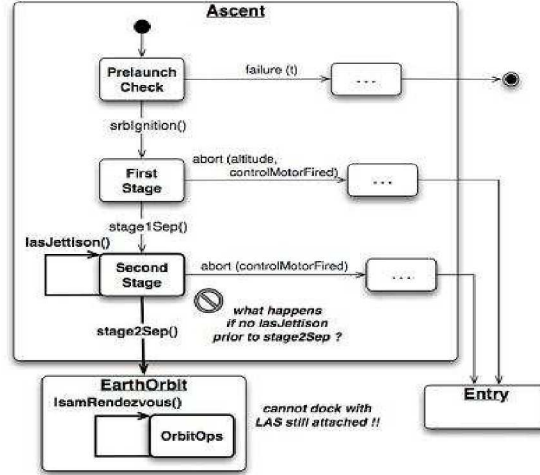 Ascent
Prelaunch
Check
failure (t)
...
srbIgnition()
First
Stage
abort (altitude,
controlMotorFired)
...
stage1Sep()
lasJettison()
Second
Stage
abort (controlMotorFired)
...
what happens
if no lasJettison
prior to stage2Sep ?
stage2Sep()
EarthOrbit
lsamRendezvous()
OrbitOps
cannot dock with
LAS still attached !!
Entry